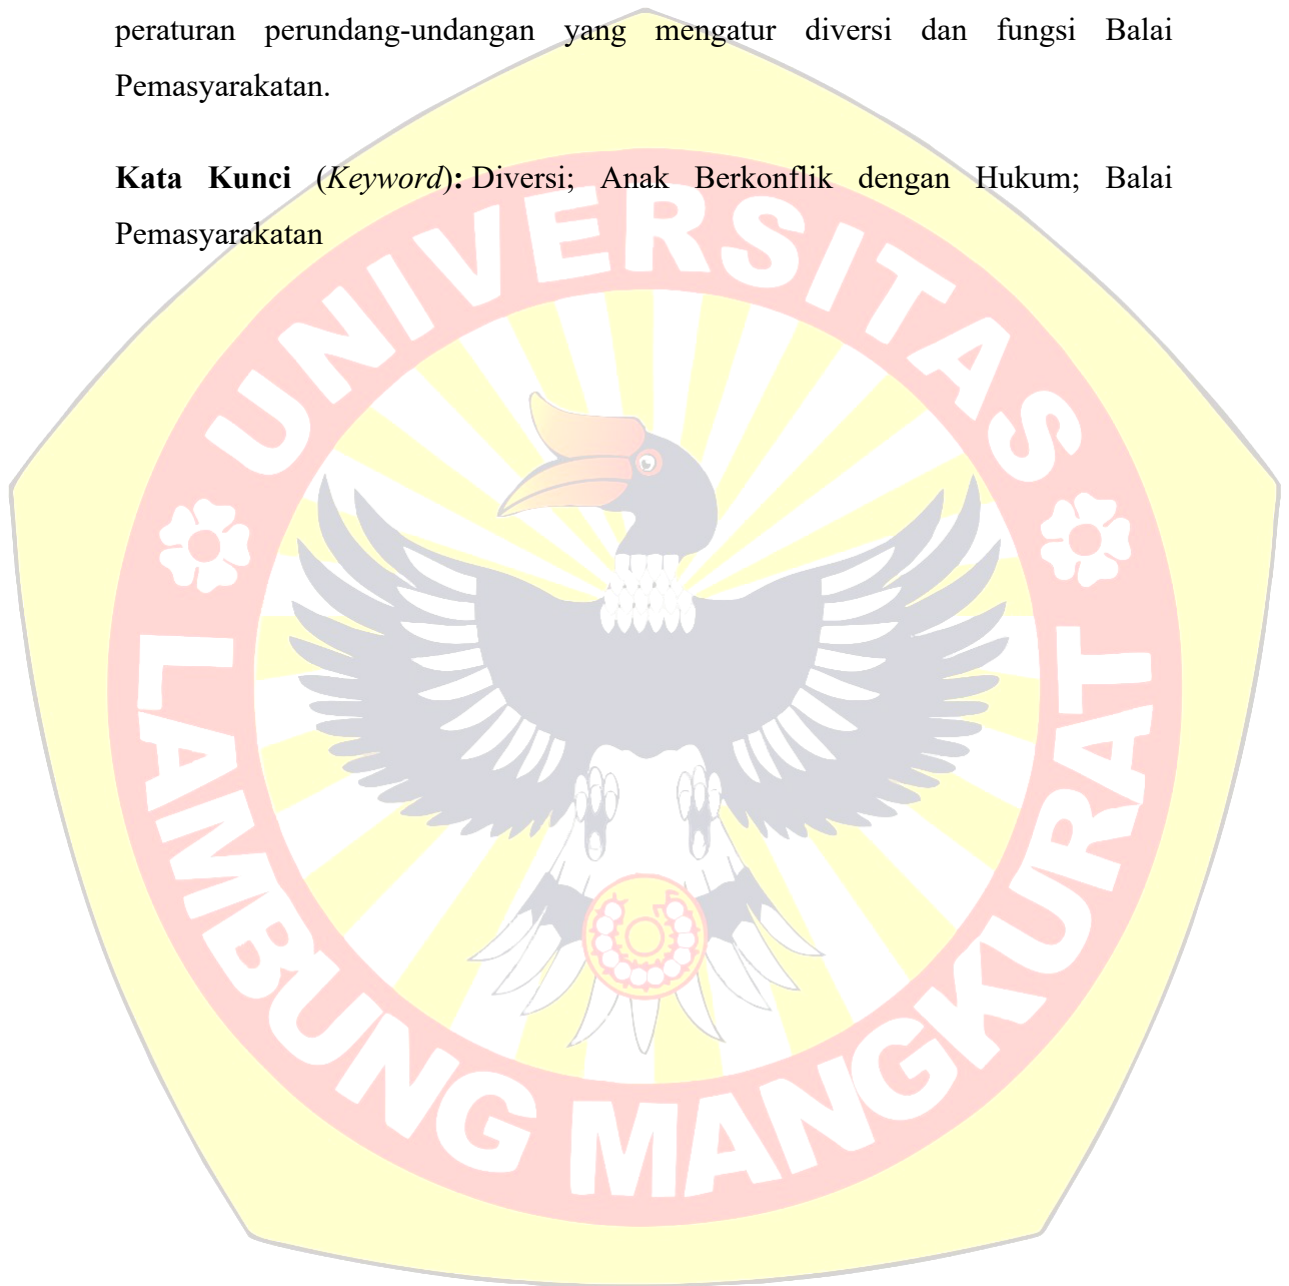 peraturan perundang-undangan yang mengatur diversi dan fungsi Balai
Pemasyarakatan.
Kata Kunci (Keyword): Diversi; Anak Berkonflik dengan Hukum; Balai
Pemasyarakatan
UNIVERSITAS
LAMBUNG MANGKURAT